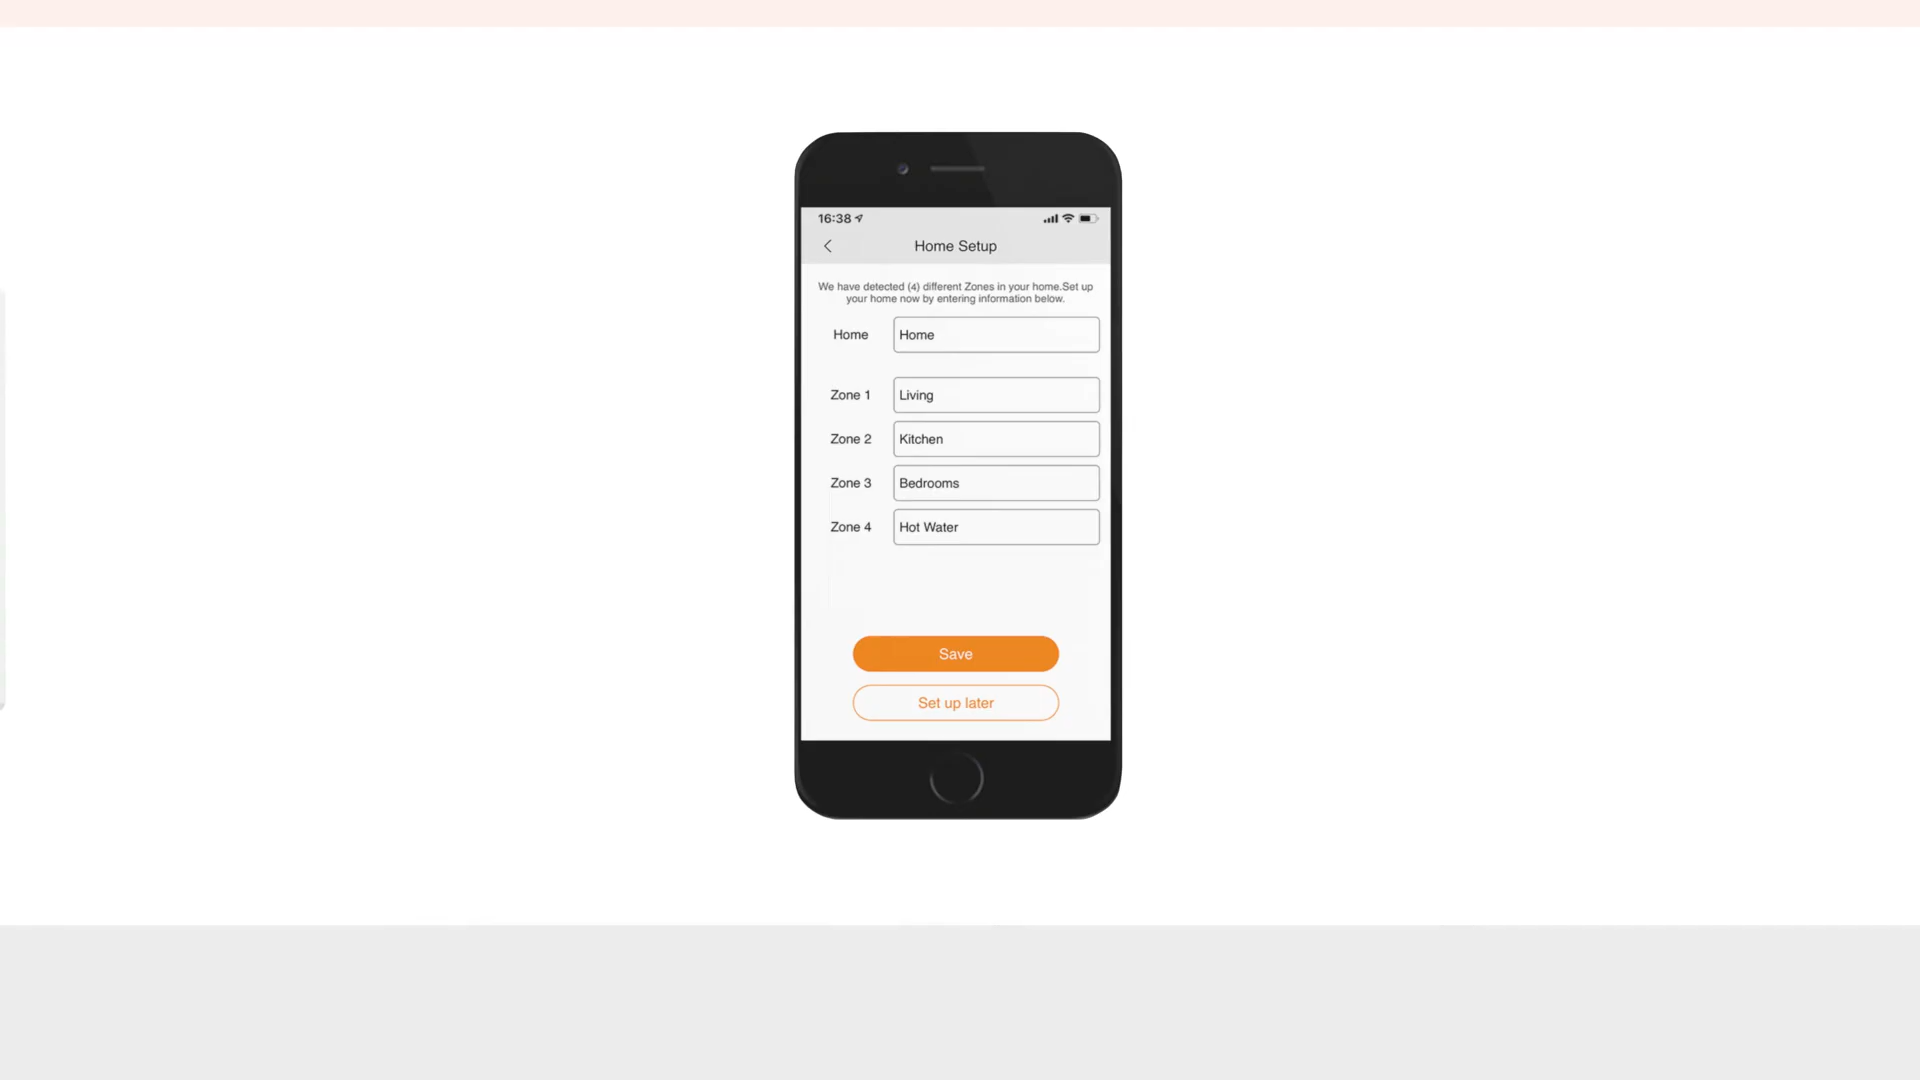 16:38
Home Setup
We have detected (4) different Zones in your home.Set up
your home now by entering information below.
Home Home
Zone 1 Living
Zone 2 Kitchen
Zone 3 Bedrooms
Zone 4 Hot Water
Save
Set up later